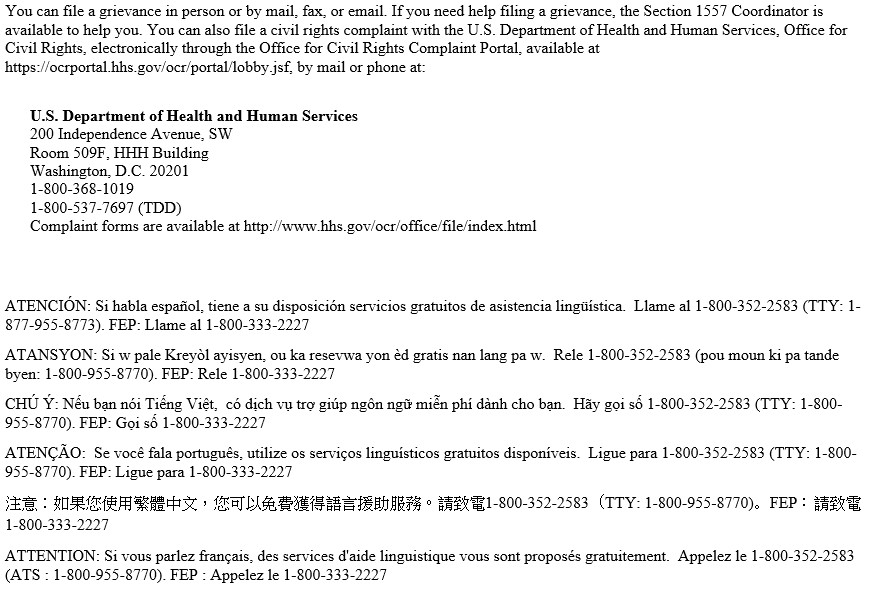 You can file a grievance in person or by mail, fax, or email. If you need help filing a grievance, the Section 1557 Coordinator is
available to help you. You can also file a civil rights complaint with the U.S. Department of Health and Human Services, Office for
Civil Rights, electronically through the Office for Civil Rights Complaint Portal, available at
https://ocrportal.hhs.gov/ocr/portal/lobby.jsf, by mail or phone at:
U.S. Department of Health and Human Services
200 Independence Avenue, SW
Room 509F, HHH Building
Washington, D.C. 20201
1-800-368-1019
1-800-537-7697 (TDD)
Complaint forms are available at http://www.hhs.gov/ocr/office/file/index.html
ATENCIÓN: Si habla español, tiene a su disposición servicios gratuitos de asistencia lingüística.  Llame al 1-800-352-2583 (TTY: 1-
877-955-8773). FEP: Llame al 1-800-333-2227
ATANSYON: Si w pale Kreyòl ayisyen, ou ka resevwa yon èd gratis nan lang pa w.  Rele 1-800-352-2583 (pou moun ki pa tande
byen: 1-800-955-8770). FEP: Rele 1-800-333-2227
CHÚ Ý: Nếu bạn nói Tiếng Việt,  có dịch vụ trợ giúp ngôn ngữ miễn phí dành cho bạn.  Hãy gọi số 1-800-352-2583 (TTY: 1-800-
955-8770). FEP: Gọi số 1-800-333-2227
ATENÇÃO:  Se você fala português, utilize os serviços linguísticos gratuitos disponíveis.  Ligue para 1-800-352-2583 (TTY: 1-800-
955-8770). FEP: Ligue para 1-800-333-2227
注意：如果您使用繁體中文，您可以免費獲得語言援助服務。請致電1-800-352-2583（TTY: 1-800-955-8770)。FEP：請致電
1-800-333-2227
ATTENTION: Si vous parlez français, des services d'aide linguistique vous sont proposés gratuitement.  Appelez le 1-800-352-2583
(ATS : 1-800-955-8770). FEP : Appelez le 1-800-333-2227